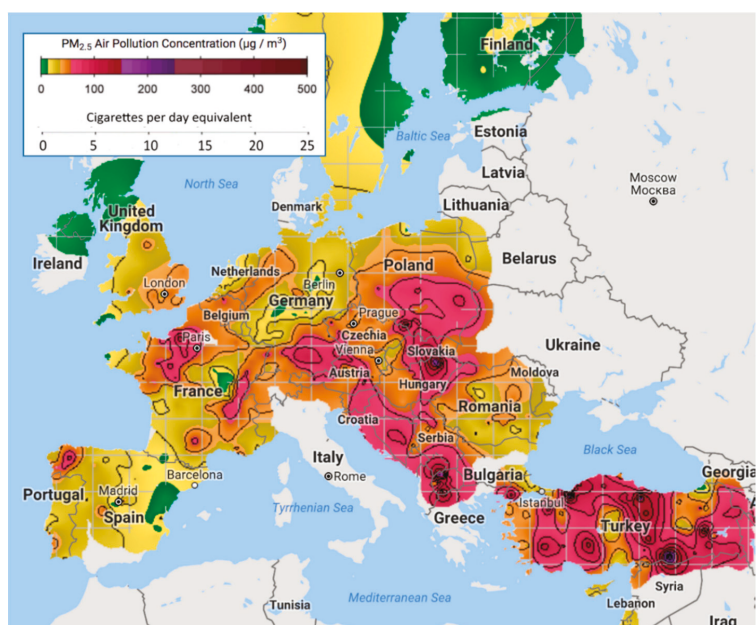 PM2.5 Air Pollution Concentration (µg / m³)
0 100 200 300 400 500
Cigarettes per day equivalent
0 5 10 15 20 25
Finland
Baltic Sea
Estonia
North Sea
Latvia
Moscow
Москва
Denmark
Lithuania
United
Kingdom
Ireland
Belarus
Netherlands
Poland
London
Berlin
Germany
Belgium
Prague
Paris
Czechia
Ukraine
Vienna
Slovakia
Austria
Moldova
Hungary
France
Romania
Croatia
Serbia
Italy
Black Sea
Barcelona
Rome
Bulgaria
Georgia
Portugal
Madrid
Istanbul
Spain
Tyrrhenian Sea
Greece
Turkey
Syria
Tunisia
Mediterranean Sea
Lebanon
Iraq